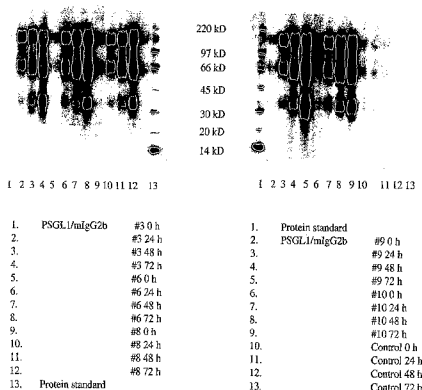 220 kD
97 kD
66 kD
45 kD
30 kD
20 kD
14 kD
1 2 3 4 5 6 7 8 9 10 11 12 13
1 2 3 4 5 6 7 8 9 10 11 12 13
1. PSGL1/mIgG2b #3 0 h
2. #3 24 h
3. #3 48 h
4. #3 72 h
5. #6 0 h
6. #6 24 h
7. #6 48 h
8. #6 72 h
9. #8 0 h
10. #8 24 h
11. #8 48 h
12. #8 72 h
13. Protein standard
1. Protein standard
2. PSGL1/mIgG2b #9 0 h
3. #9 24 h
4. #9 48 h
5. #9 72 h
6. #10 0 h
7. #10 24 h
8. #10 48 h
9. #10 72 h
10. Control 0 h
11. Control 24 h
12. Control 48 h
13. Control 72 h